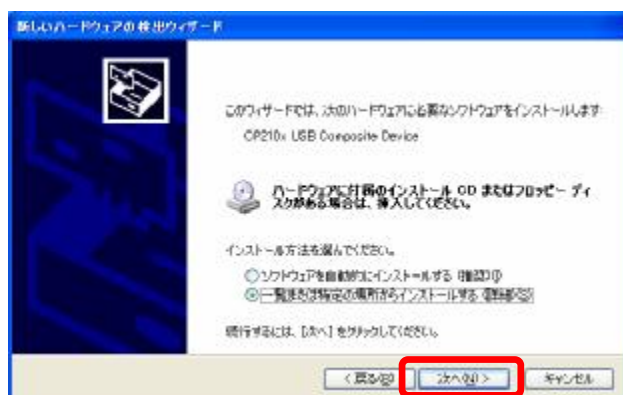 新しいハードウェアの検出ウィザード
このウィザードでは、次のハードウェアに必要なソフトウェアをインストールします:
CP210x USB Composite Device
ハードウェアに付属のインストール CD またはフロッピー ディ
スクがある場合は、挿入してください。
インストール方法を選んでください。
ソフトウェアを自動的にインストールする (推奨)(I)
一覧または特定の場所からインストールする (詳細)(S)
続行するには、[次へ] をクリックしてください。
< 戻る(B) 次へ(N) > キャンセル